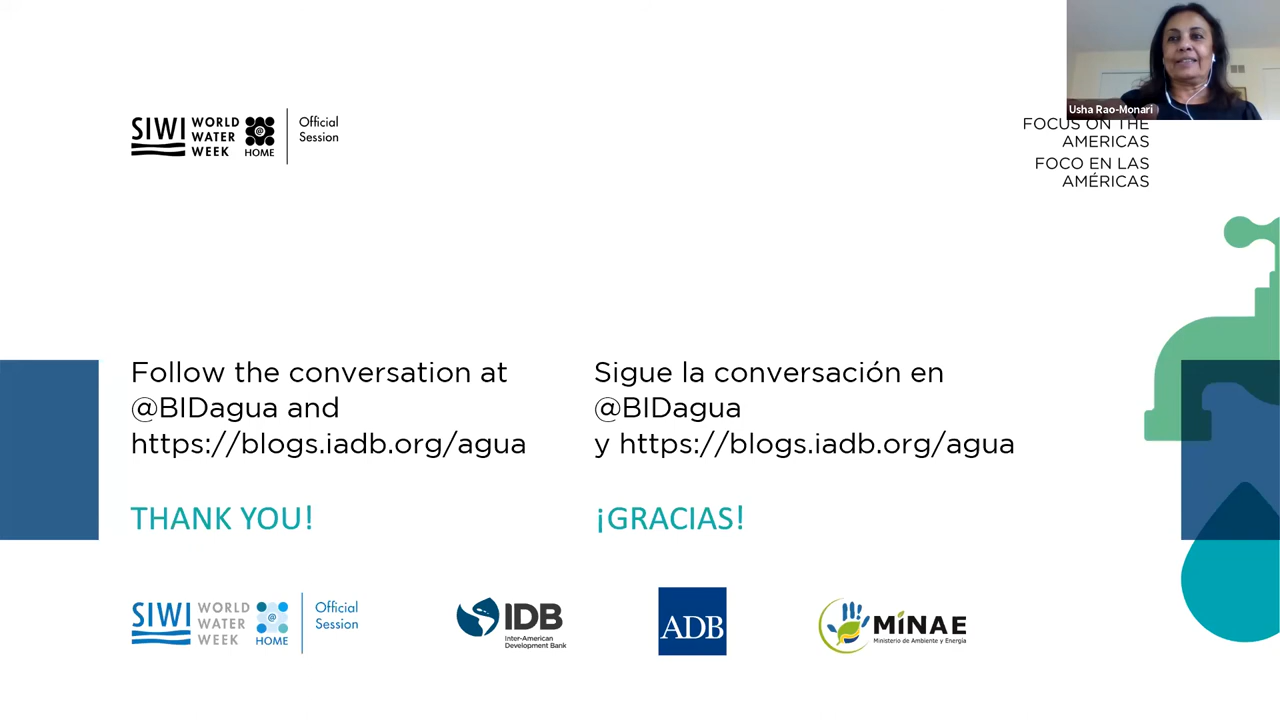 SIWI WORLD WATER WEEK @ HOME
Official
Session
Usha Rao-Monari
FOCUS ON THE
AMERICAS
FOCO EN LAS
AMÉRICAS
Follow the conversation at
@BIDagua and
https://blogs.iadb.org/agua
Sigue la conversación en
@BIDagua
y https://blogs.iadb.org/agua
THANK YOU!
¡GRACIAS!
SIWI WORLD WATER WEEK @ HOME
Official
Session
IDB
Inter-American
Development Bank
ADB
MINAE
Ministerio de Ambiente y Energía